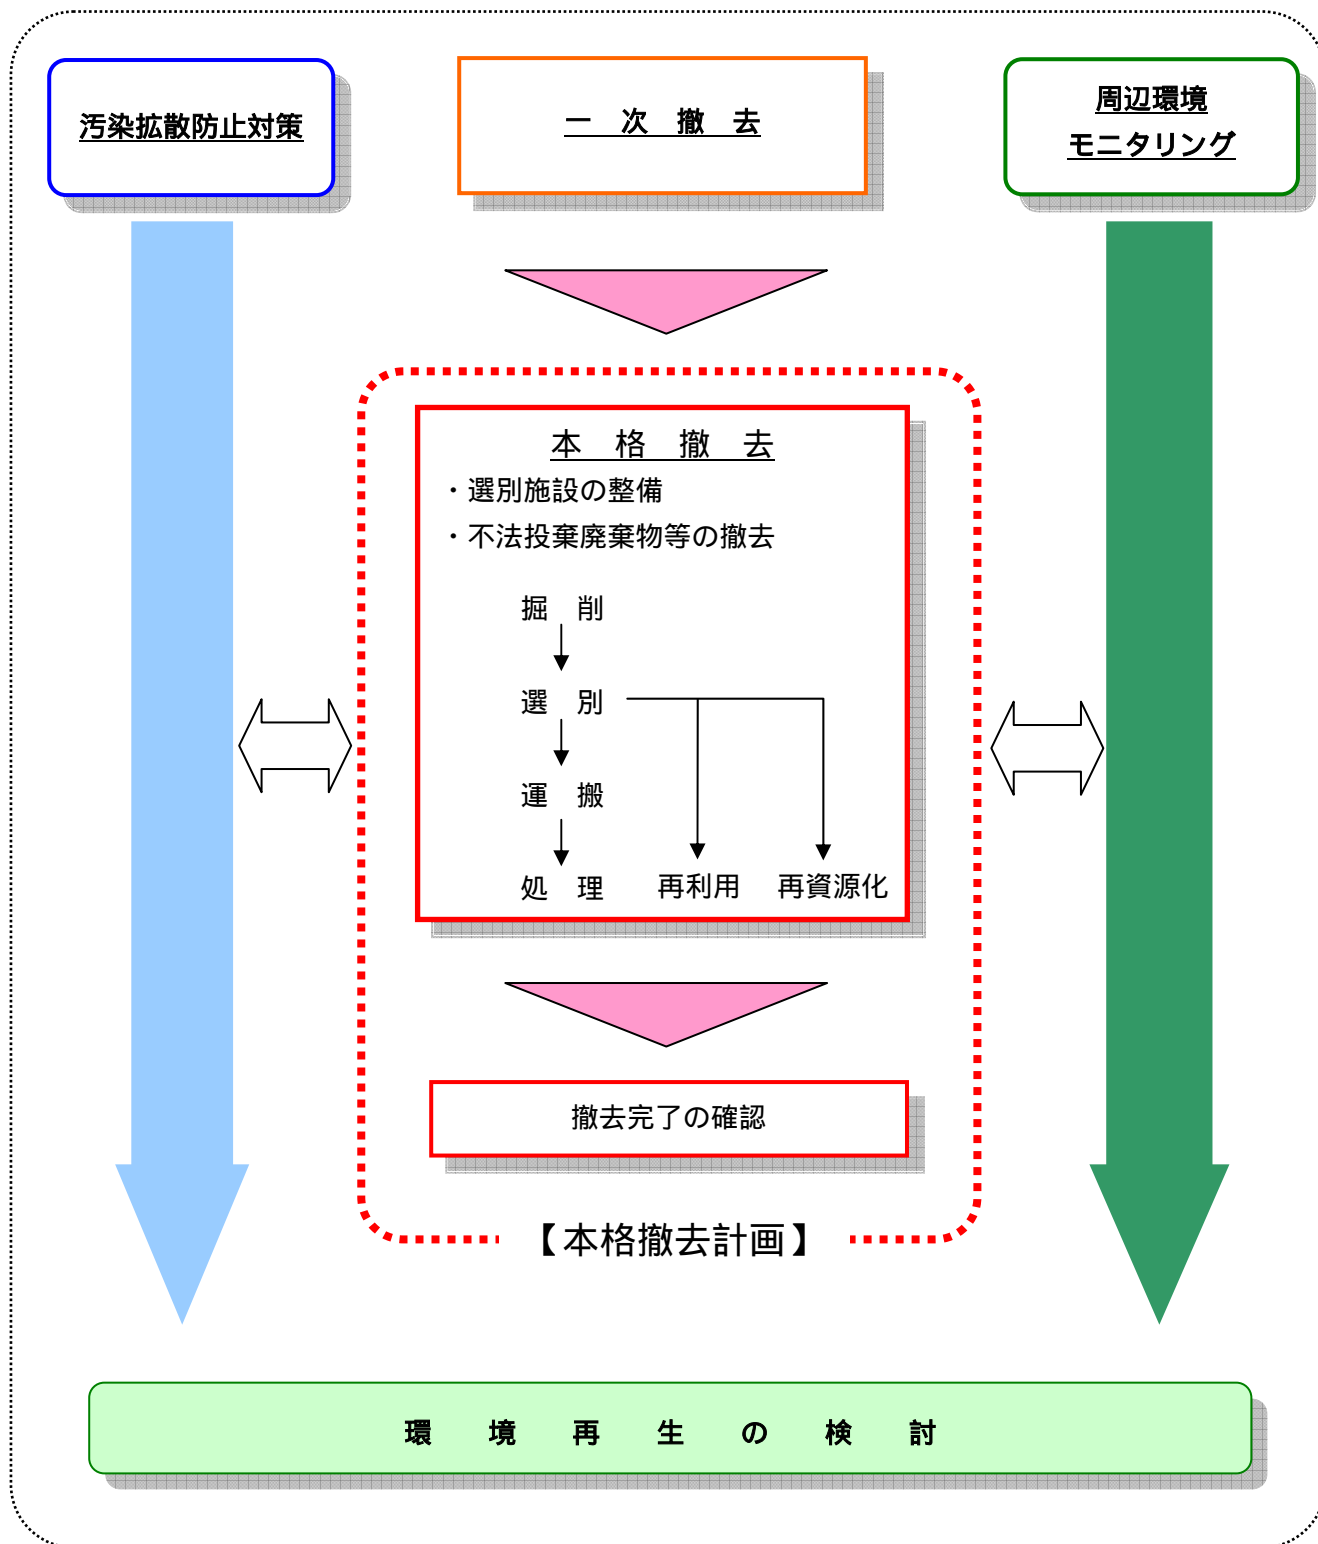 汚染拡散防止対策
一　次　撤　去
周辺環境
モニタリング
本　格　撤　去
・選別施設の整備
・不法投棄廃棄物等の撤去
掘　削
選　別
運　搬
処　理
再利用
再資源化
撤去完了の確認
【本格撤去計画】
環　　境　　再　　生　　の　　検　　討